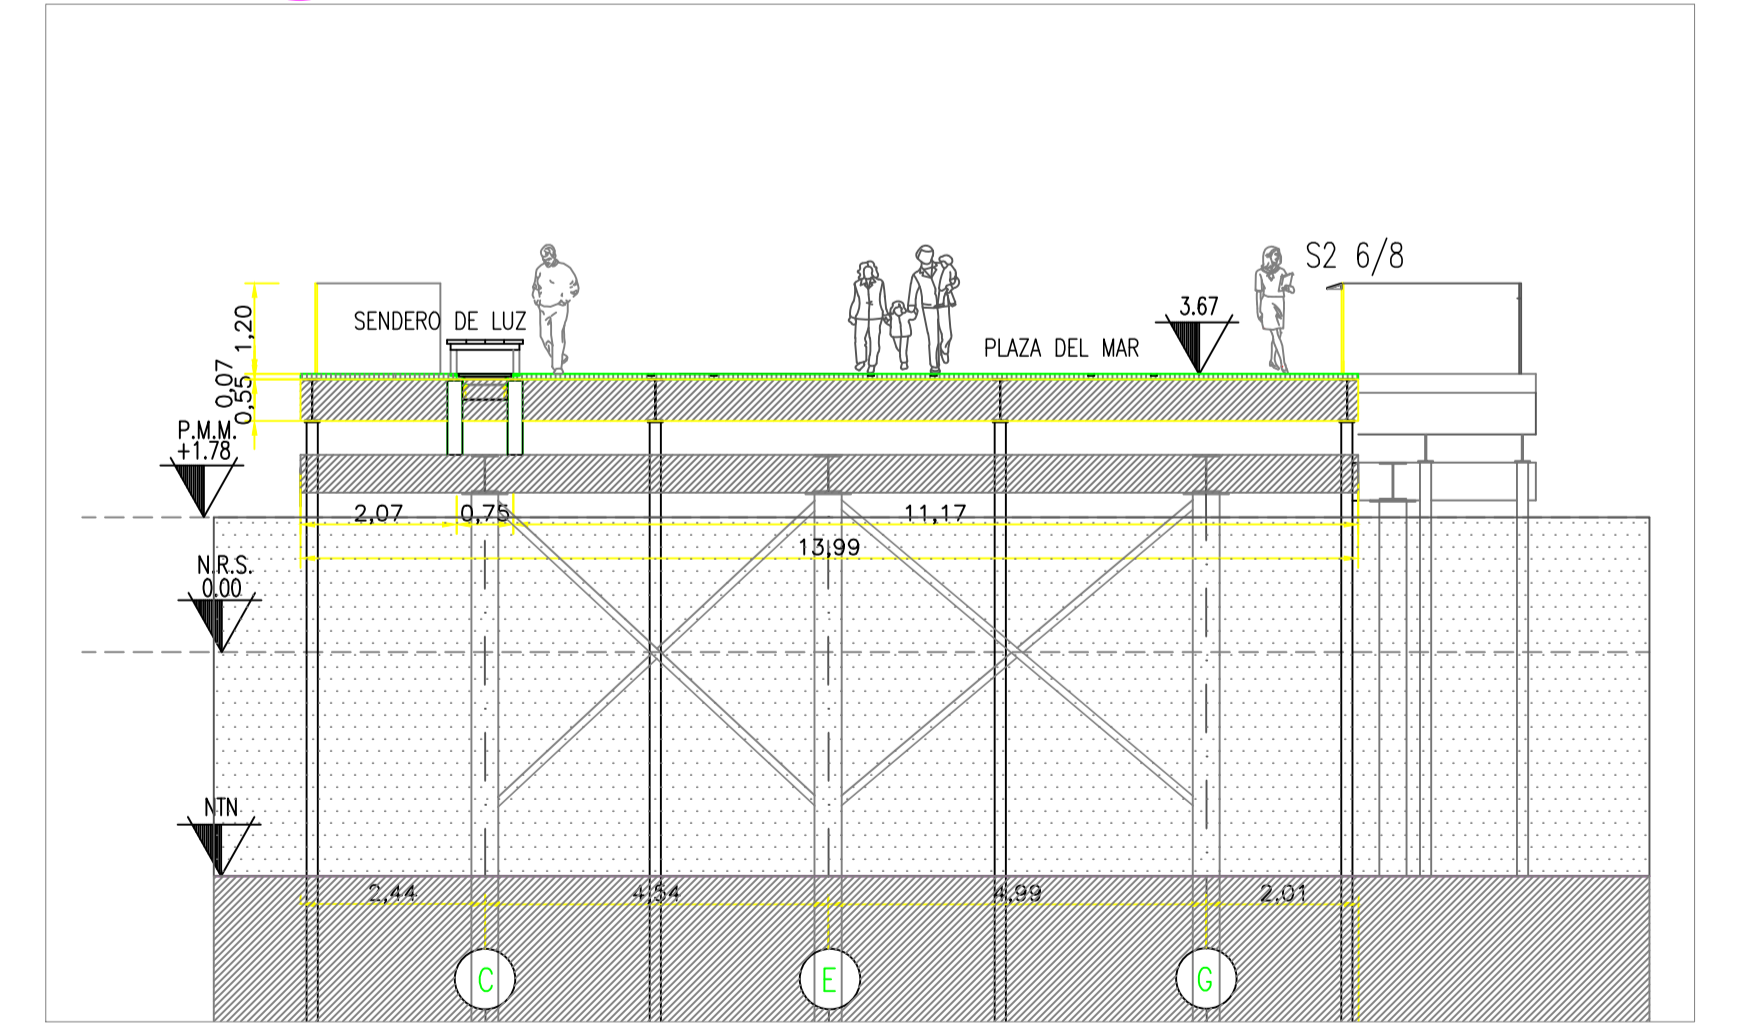 S2 6/8
3.67
1,20
SENDERO DE LUZ
PLAZA DEL MAR
0,07
0,55
P.M.M.
+1.78
2,07
0,75
11,17
13,99
N.R.S.
0.00
NTN
2,44
4,54
4,99
2,01
C
E
G